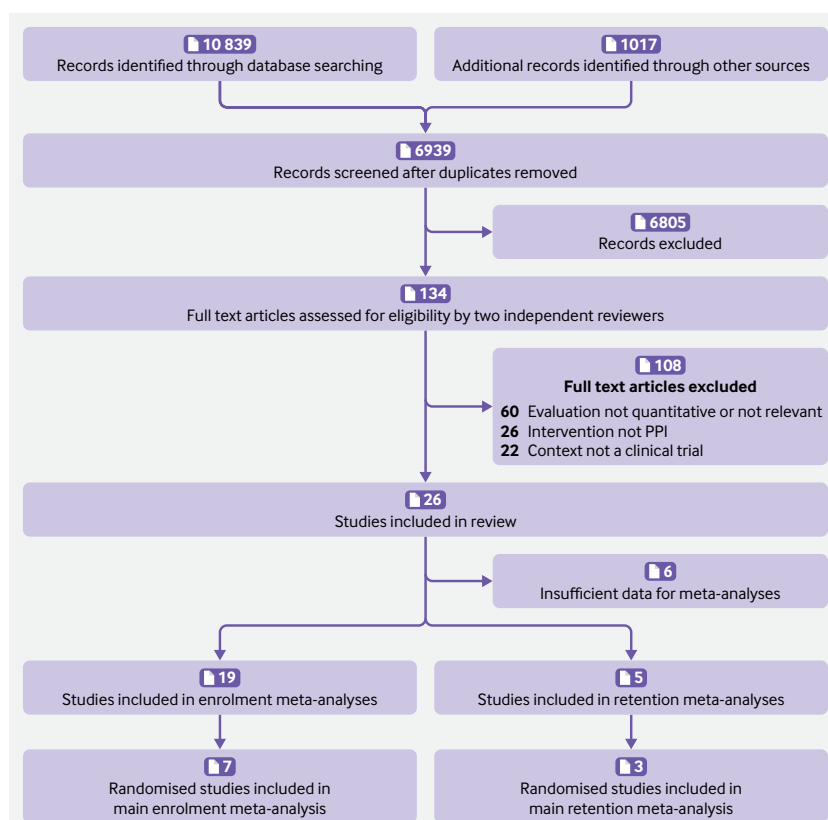 10 839
Records identified through database searching
1017
Additional records identified through other sources
6939
Records screened after duplicates removed
6805
Records excluded
134
Full text articles assessed for eligibility by two independent reviewers
108
Full text articles excluded
60 Evaluation not quantitative or not relevant
26 Intervention not PPI
22 Context not a clinical trial
26
Studies included in review
6
Insufficient data for meta-analyses
19
Studies included in enrolment meta-analyses
5
Studies included in retention meta-analyses
7
Randomised studies included in
main enrolment meta-analysis
3
Randomised studies included in
main retention meta-analysis